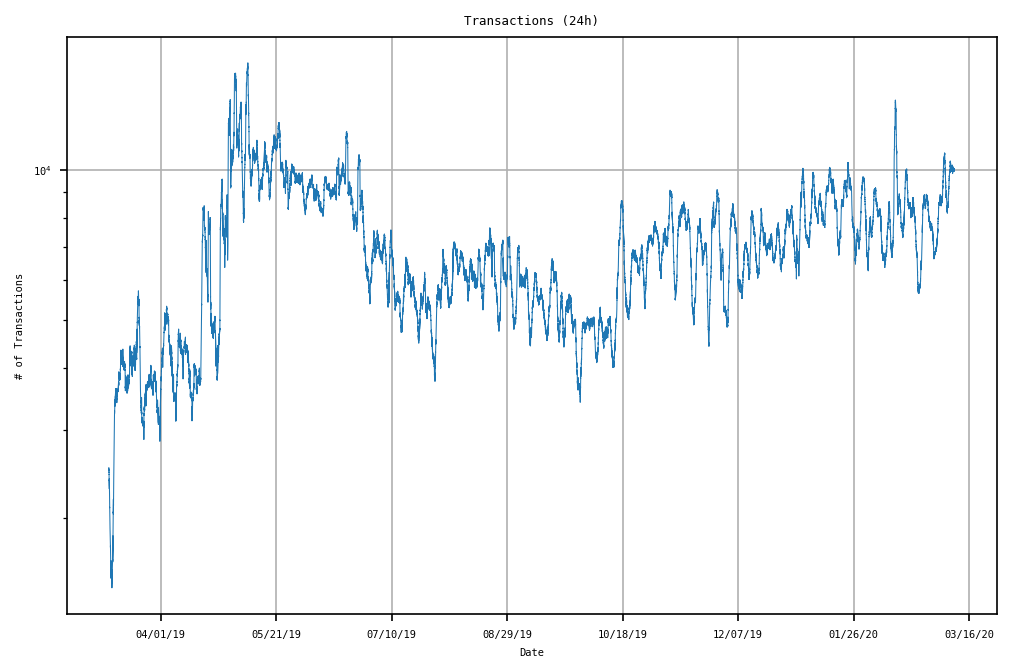 Transactions (24h)
10⁴
# of Transactions
04/01/19 05/21/19 07/10/19 08/29/19 10/18/19 12/07/19 01/26/20 03/16/20
Date